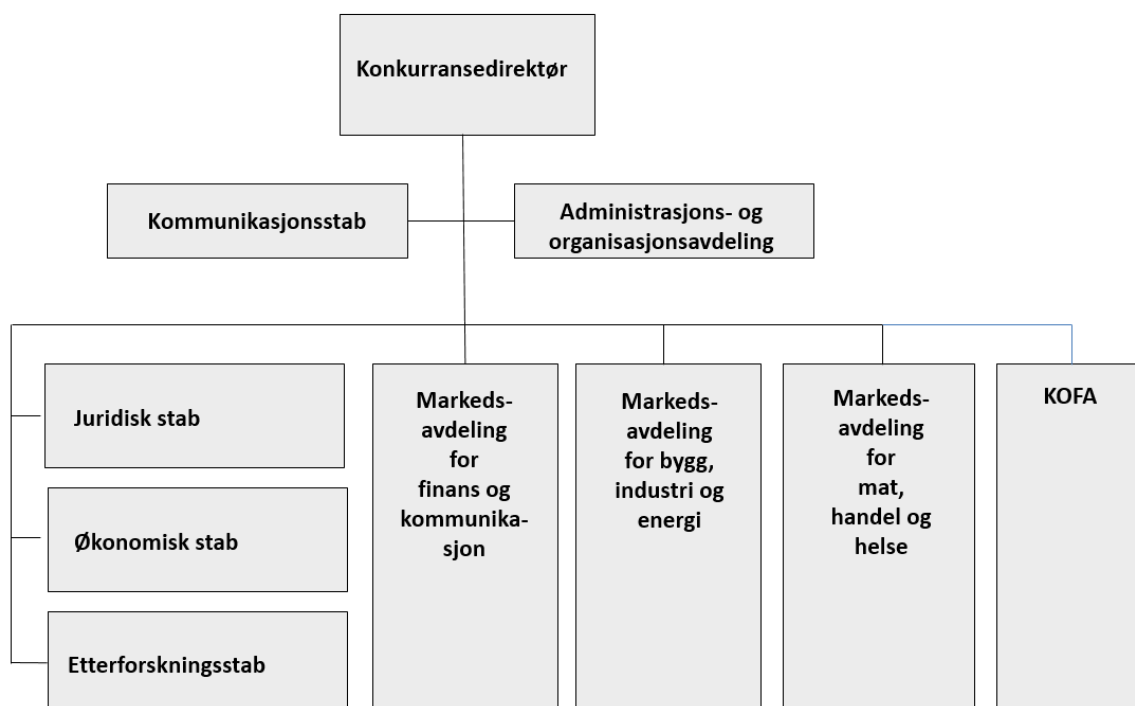 Konkurransedirektør
Kommunikasjonsstab
Administrasjons- og
organisasjonsavdeling
Juridisk stab
Økonomisk stab
Etterforskningsstab
Markeds-
avdeling
for
finans og
kommunika-
sjon
Markeds-
avdeling
for bygg,
industri og
energi
Markeds-
avdeling
for
mat,
handel og
helse
KOFA